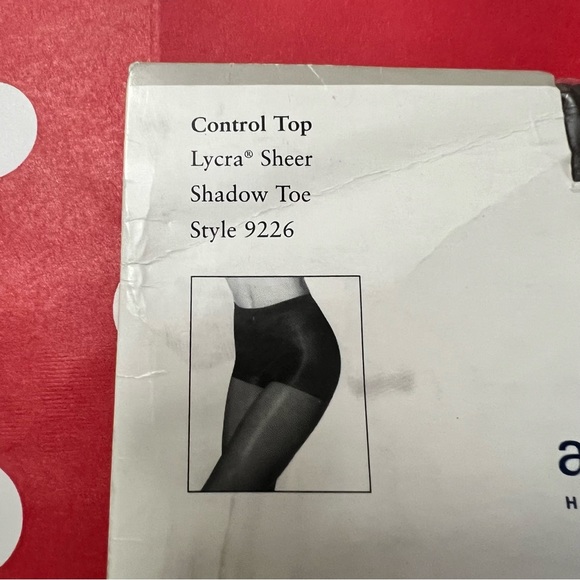 Control Top
Lycra® Sheer
Shadow Toe
Style 9226
a
H